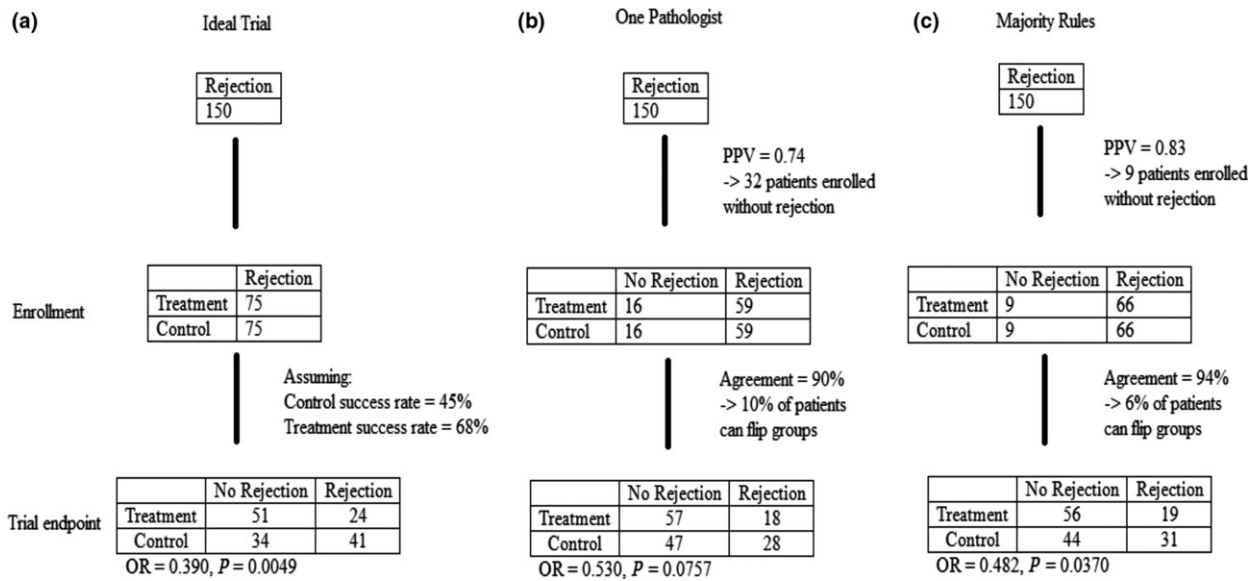 (a)
Ideal Trial
Rejection
150
Enrollment
Rejection
Treatment 75
Control 75
Assuming:
Control success rate = 45%
Treatment success rate = 68%
Trial endpoint
No Rejection Rejection
Treatment 51 24
Control 34 41
OR = 0.390, P = 0.0049
(b)
One Pathologist
Rejection
150
PPV = 0.74
-> 32 patients enrolled
without rejection
No Rejection Rejection
Treatment 16 59
Control 16 59
Agreement = 90%
-> 10% of patients
can flip groups
No Rejection Rejection
Treatment 57 18
Control 47 28
OR = 0.530, P = 0.0757
(c)
Majority Rules
Rejection
150
PPV = 0.83
-> 9 patients enrolled
without rejection
No Rejection Rejection
Treatment 9 66
Control 9 66
Agreement = 94%
-> 6% of patients
can flip groups
No Rejection Rejection
Treatment 56 19
Control 44 31
OR = 0.482, P = 0.0370